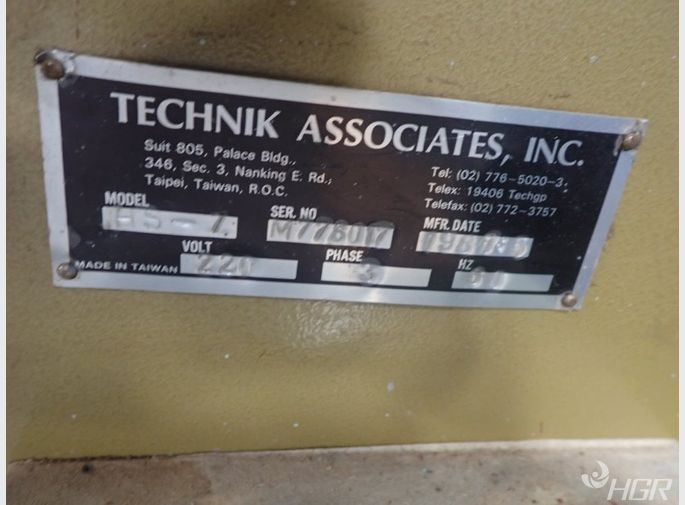 TECHNIK ASSOCIATES, INC.
Suit 805, Palace Bldg.,
346, Sec. 3, Nanking E. Rd.,
Taipei, Taiwan, R.O.C.
Tel: (02) 776-5020-3
Telex: 19406 Techgp
Telefax: (02) 772-3757
MODEL
SER. NO
MFR. DATE
VOLT 220
PHASE
HZ
MADE IN TAIWAN
HGR